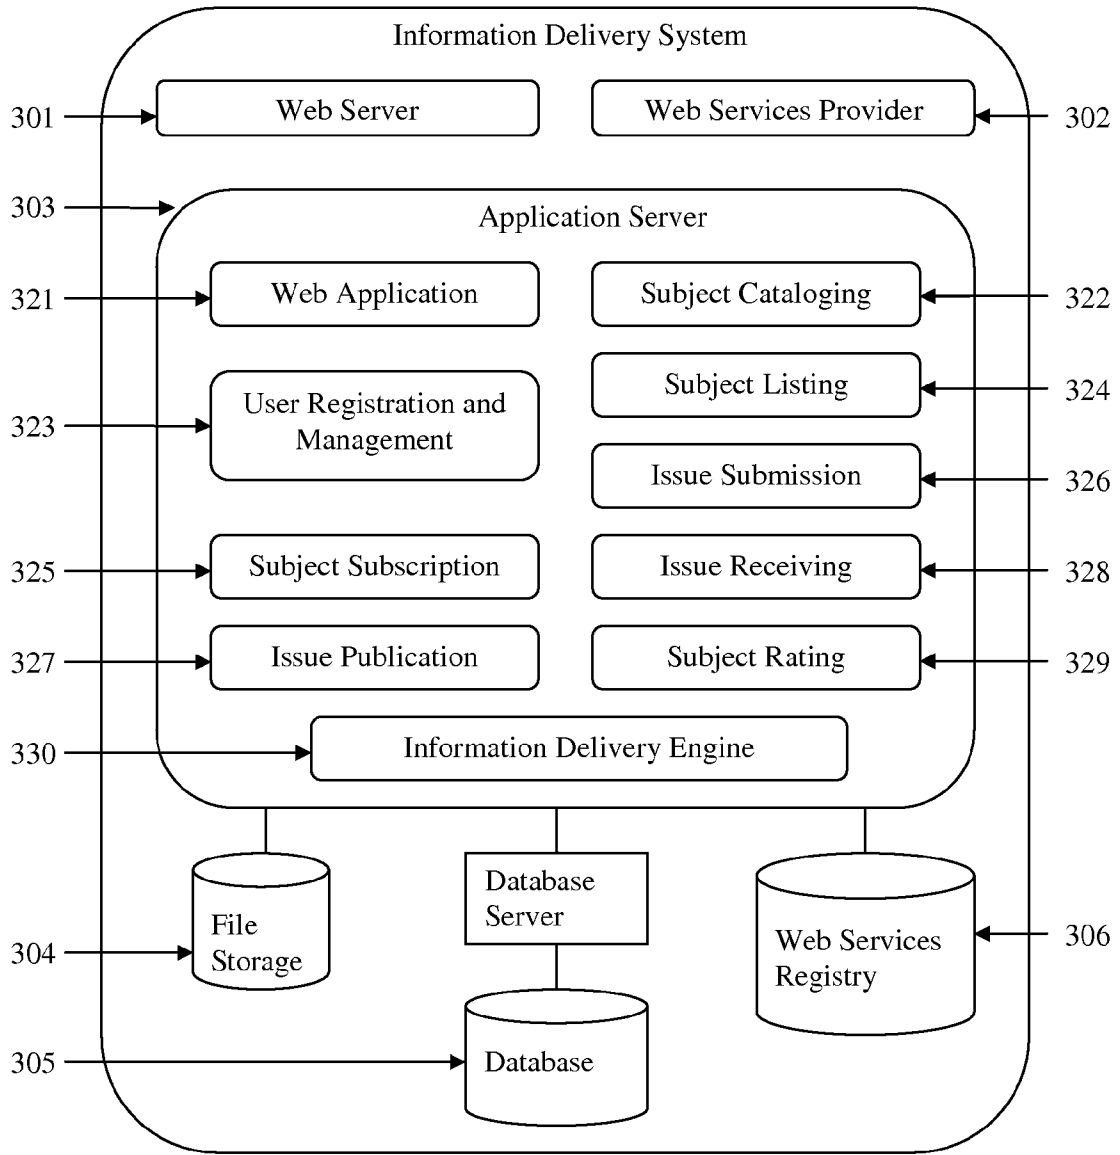 Information Delivery System
301
Web Server
Web Services Provider
302
303
Application Server
321
Web Application
Subject Cataloging
322
323
User Registration and
Management
Subject Listing
324
Issue Submission
326
325
Subject Subscription
Issue Receiving
328
327
Issue Publication
Subject Rating
329
330
Information Delivery Engine
304
File
Storage
Database
Server
Web Services
Registry
306
305
Database